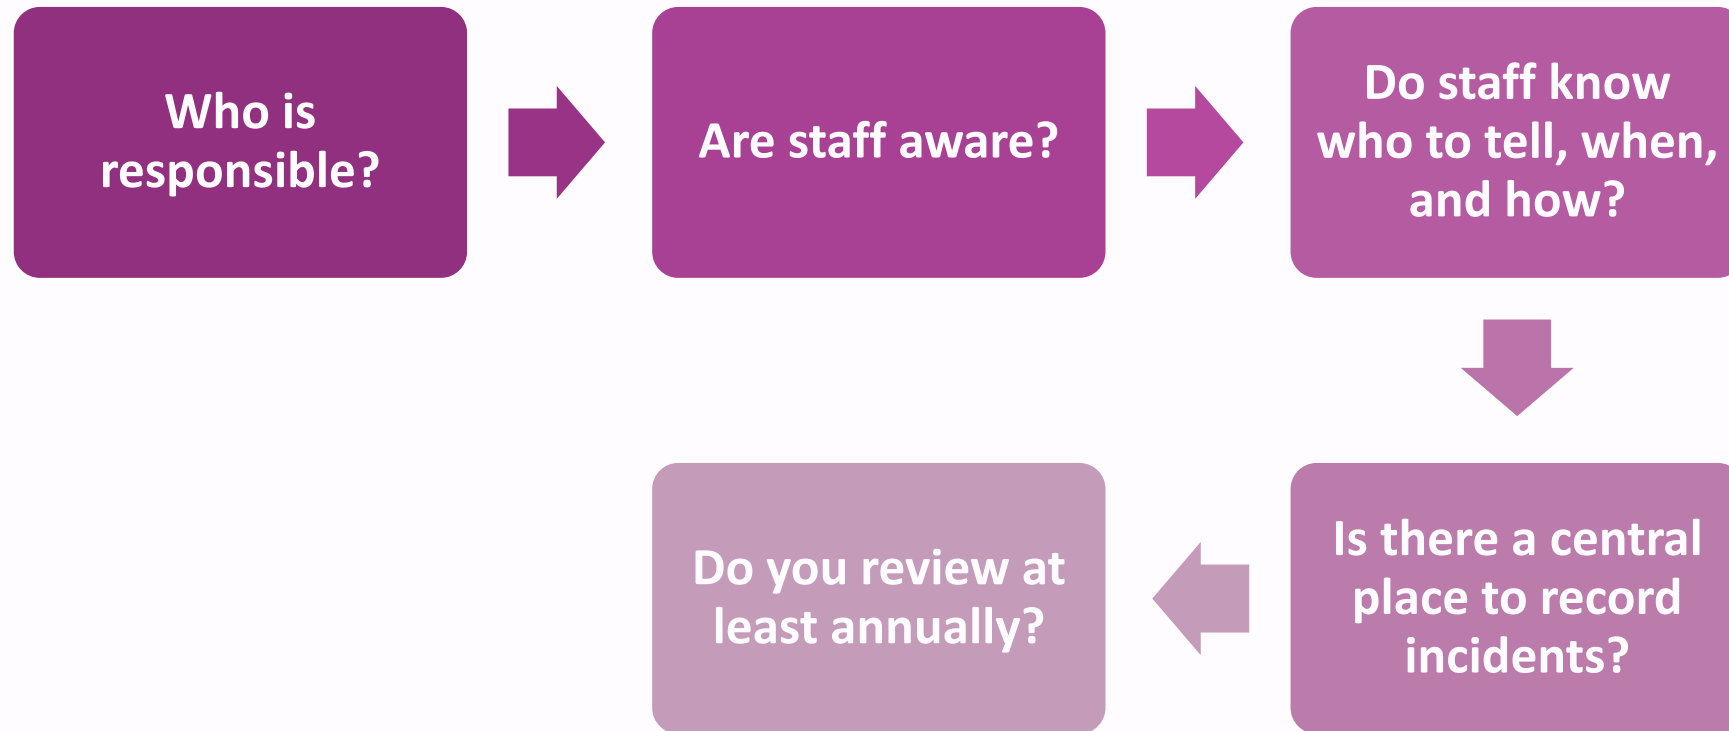 Who is
responsible?
Are staff aware?
Do staff know
who to tell, when,
and how?
Is there a central
place to record
incidents?
Do you review at
least annually?